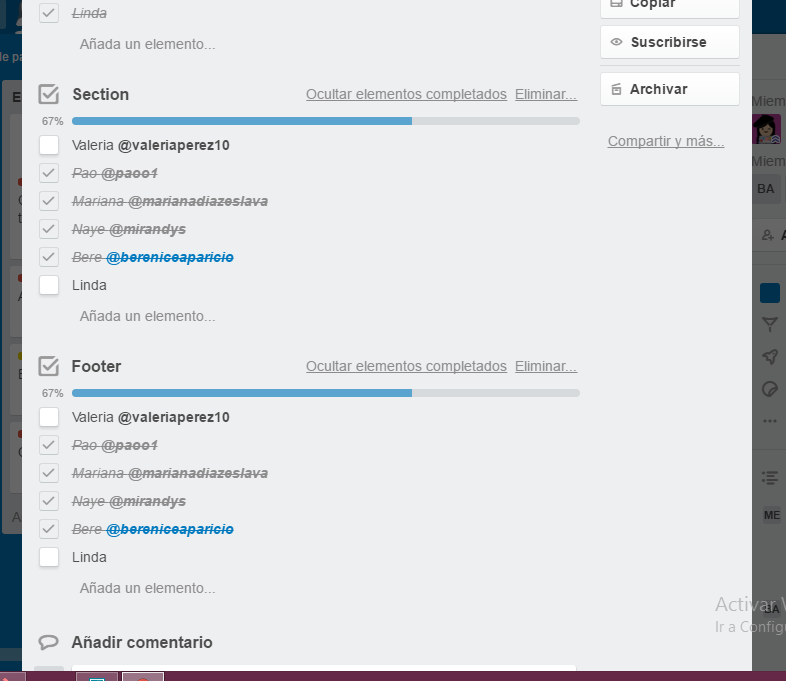 Linda
Copiar
Añada un elemento...
Suscribirse
Section
Ocultar elementos completados Eliminar...
Archivar
67%
Miem
Valeria @valeriaperez10
Compartir y más...
Pao @paoo1
Miem
Mariana @marianadiazeslava
BA
Naye @mirandys
Bere @bereniceaparicio
Linda
Añada un elemento...
Footer
Ocultar elementos completados Eliminar...
67%
Valeria @valeriaperez10
Pao @paoo1
Mariana @marianadiazeslava
Naye @mirandys
ME
Bere @bereniceaparicio
Linda
Añada un elemento...
Activar W
BA
Ir a Configu
Añadir comentario